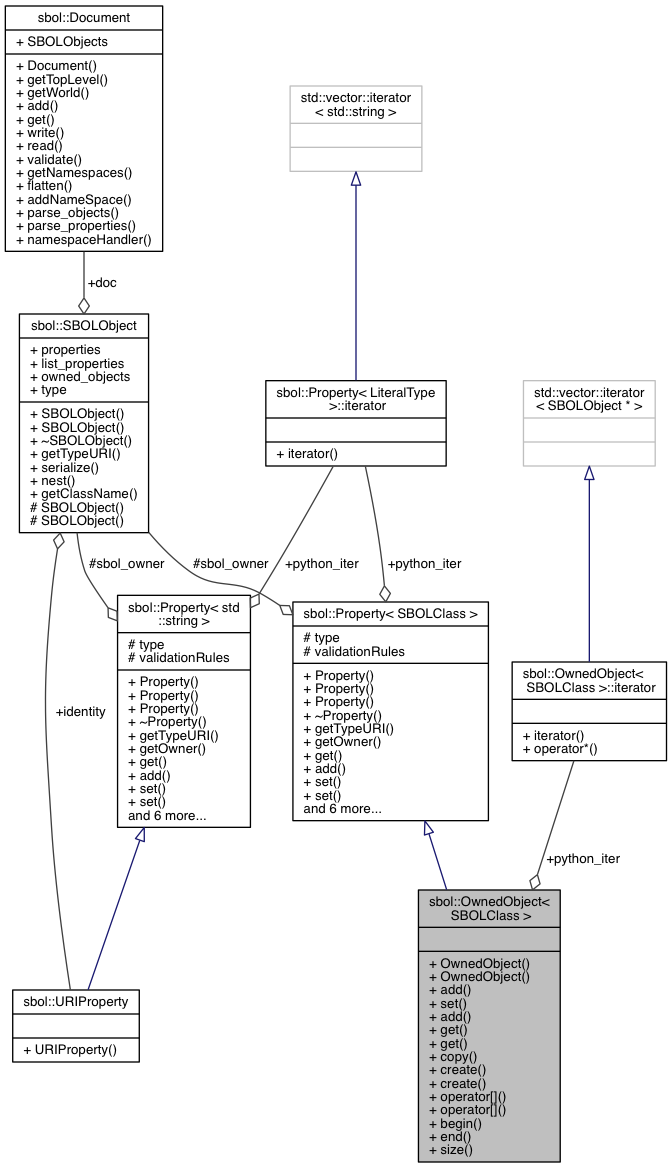 sbol::Document
+ SBOLObjects
+ Document()
+ getTopLevel()
+ getWorld()
+ add()
+ get()
+ write()
+ read()
+ validate()
+ getNamespaces()
+ flatten()
+ addNameSpace()
+ parse_objects()
+ parse_properties()
+ namespaceHandler()
+doc
std::vector::iterator
< std::string >
sbol::SBOLObject
+ properties
+ list_properties
+ owned_objects
+ type
+ SBOLObject()
+ SBOLObject()
+ ~SBOLObject()
+ getTypeURI()
+ serialize()
+ nest()
+ getClassName()
# SBOLObject()
# SBOLObject()
sbol::Property< LiteralType
>::iterator
+ iterator()
std::vector::iterator
< SBOLObject * >
#sbol_owner
#sbol_owner
+python_iter
+python_iter
+identity
sbol::Property< std
::string >
# type
# validationRules
+ Property()
+ Property()
+ Property()
+ ~Property()
+ getTypeURI()
+ getOwner()
+ get()
+ add()
+ set()
+ set()
and 6 more...
sbol::Property< SBOLClass >
# type
# validationRules
+ Property()
+ Property()
+ Property()
+ ~Property()
+ getTypeURI()
+ getOwner()
+ get()
+ add()
+ set()
+ set()
and 6 more...
sbol::OwnedObject<
SBOLClass >::iterator
+ iterator()
+ operator*()
+python_iter
sbol::URIProperty
+ URIProperty()
sbol::OwnedObject<
SBOLClass >
+ OwnedObject()
+ OwnedObject()
+ add()
+ set()
+ add()
+ get()
+ get()
+ copy()
+ create()
+ create()
+ operator[]()
+ operator[]()
+ begin()
+ end()
+ size()